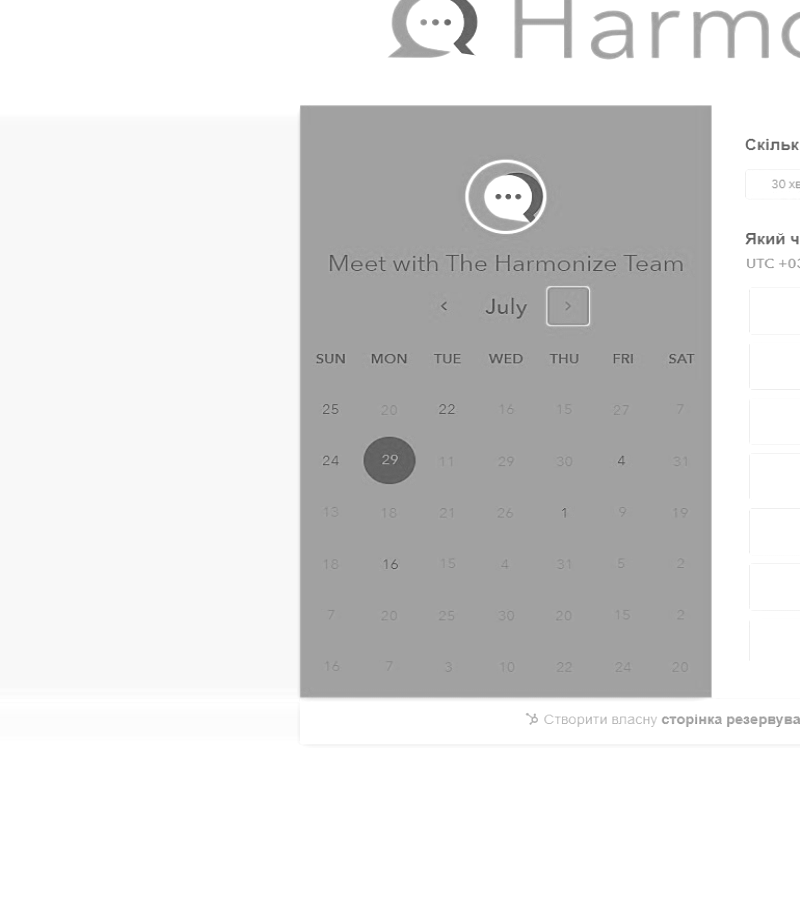 Harmo
Скільк
30 хв
Meet with The Harmonize Team
Який ч
UTC +03
July
SUN MON TUE WED THU FRI SAT
25 20 22 16 15 27 7
24 29 11 29 30 4 31
13 18 21 26 1 9 19
18 16 15 4 31 5 2
7 20 25 30 20 15 2
16 7 3 10 22 24 20
Створити власну сторінка резервува